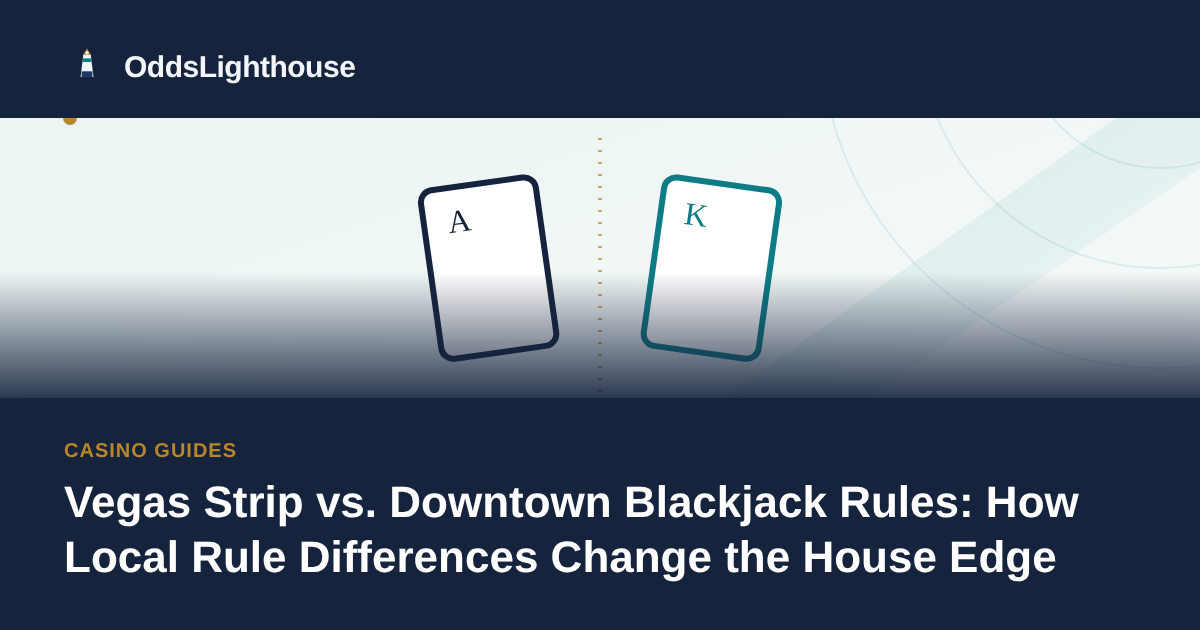 OddsLighthouse
A
K
CASINO GUIDES
Vegas Strip vs. Downtown Blackjack Rules: How
Local Rule Differences Change the House Edge